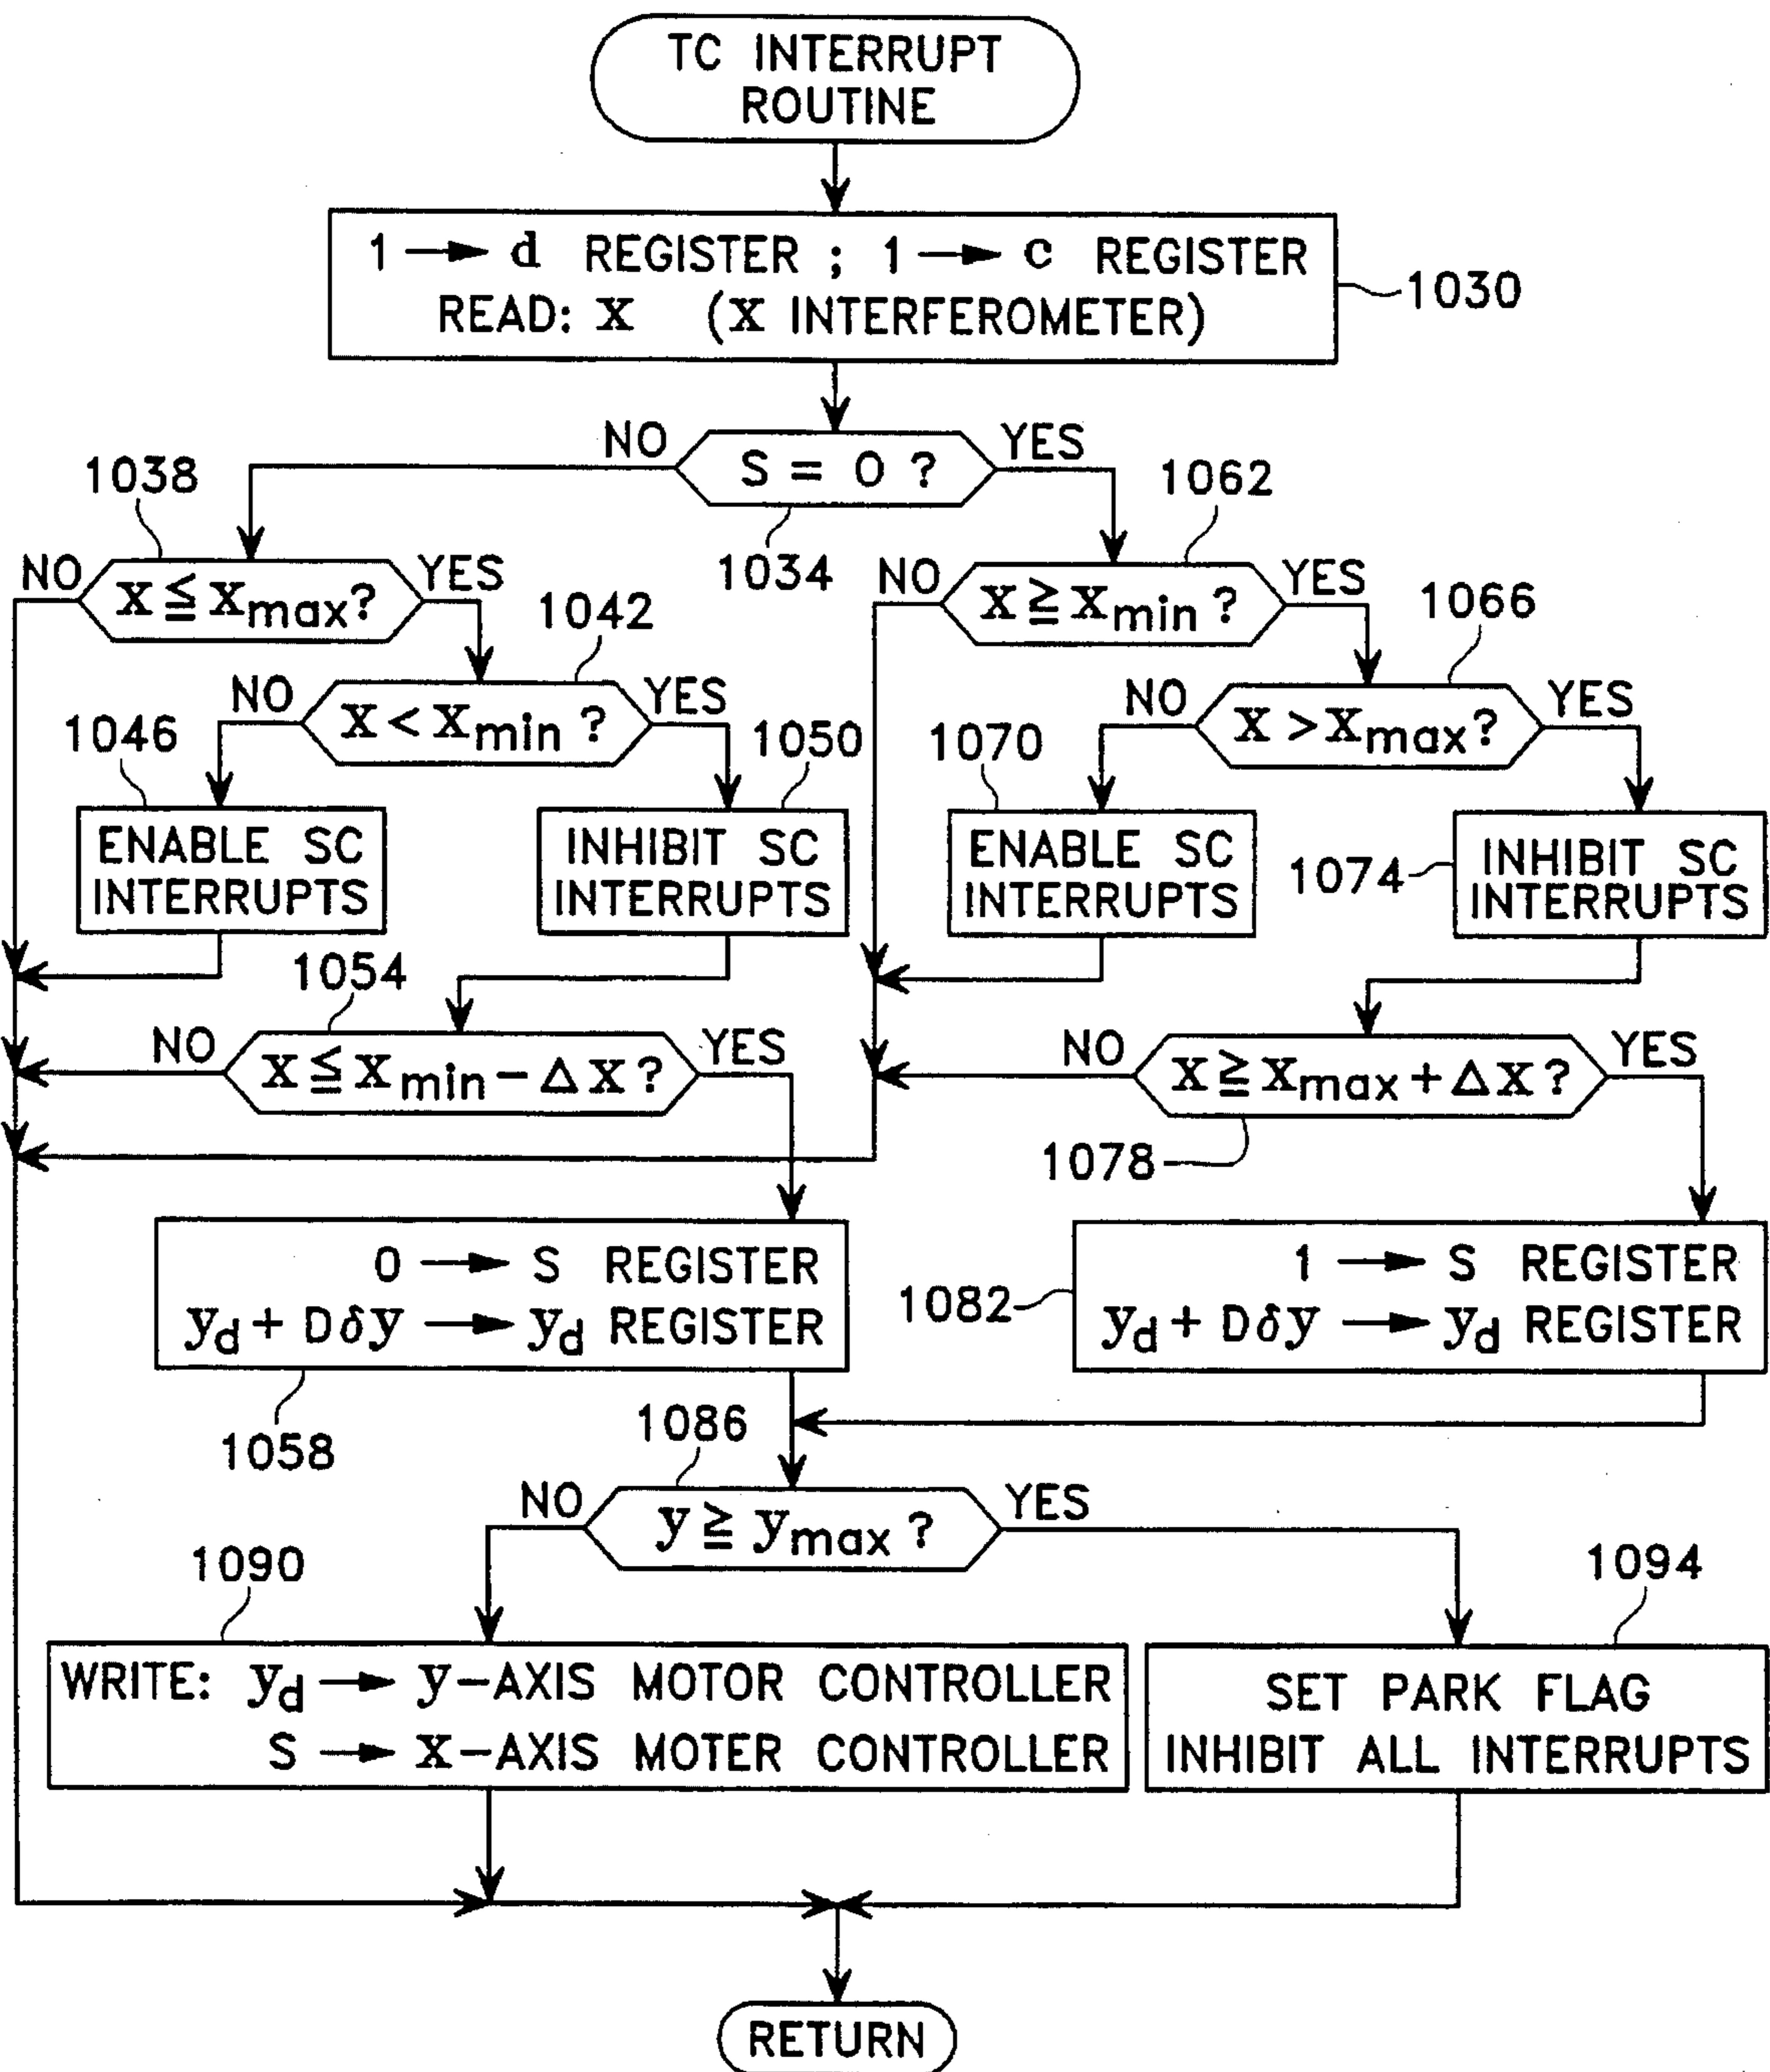 TC INTERRUPT
ROUTINE
1 → d REGISTER ; 1 → c REGISTER
READ: x (x INTERFEROMETER)
1030
NO
YES
S = 0 ?
1034
1038
1062
NO
YES
x ≦ xmax?
NO
YES
x ≧ xmin ?
1042
1066
NO
YES
x < xmin ?
NO
YES
x > xmax?
1046
1050
1070
1074
ENABLE SC
INTERRUPTS
INHIBIT SC
INTERRUPTS
ENABLE SC
INTERRUPTS
INHIBIT SC
INTERRUPTS
1054
NO
YES
x ≦ xmin − Δx ?
NO
YES
x ≧ xmax + Δx ?
1078
0 → S REGISTER
yd + Dδy → yd REGISTER
1058
1082
1 → S REGISTER
yd + Dδy → yd REGISTER
1086
NO
YES
y ≧ ymax ?
1090
1094
WRITE: yd → y–AXIS MOTOR CONTROLLER
S → x–AXIS MOTER CONTROLLER
SET PARK FLAG
INHIBIT ALL INTERRUPTS
RETURN